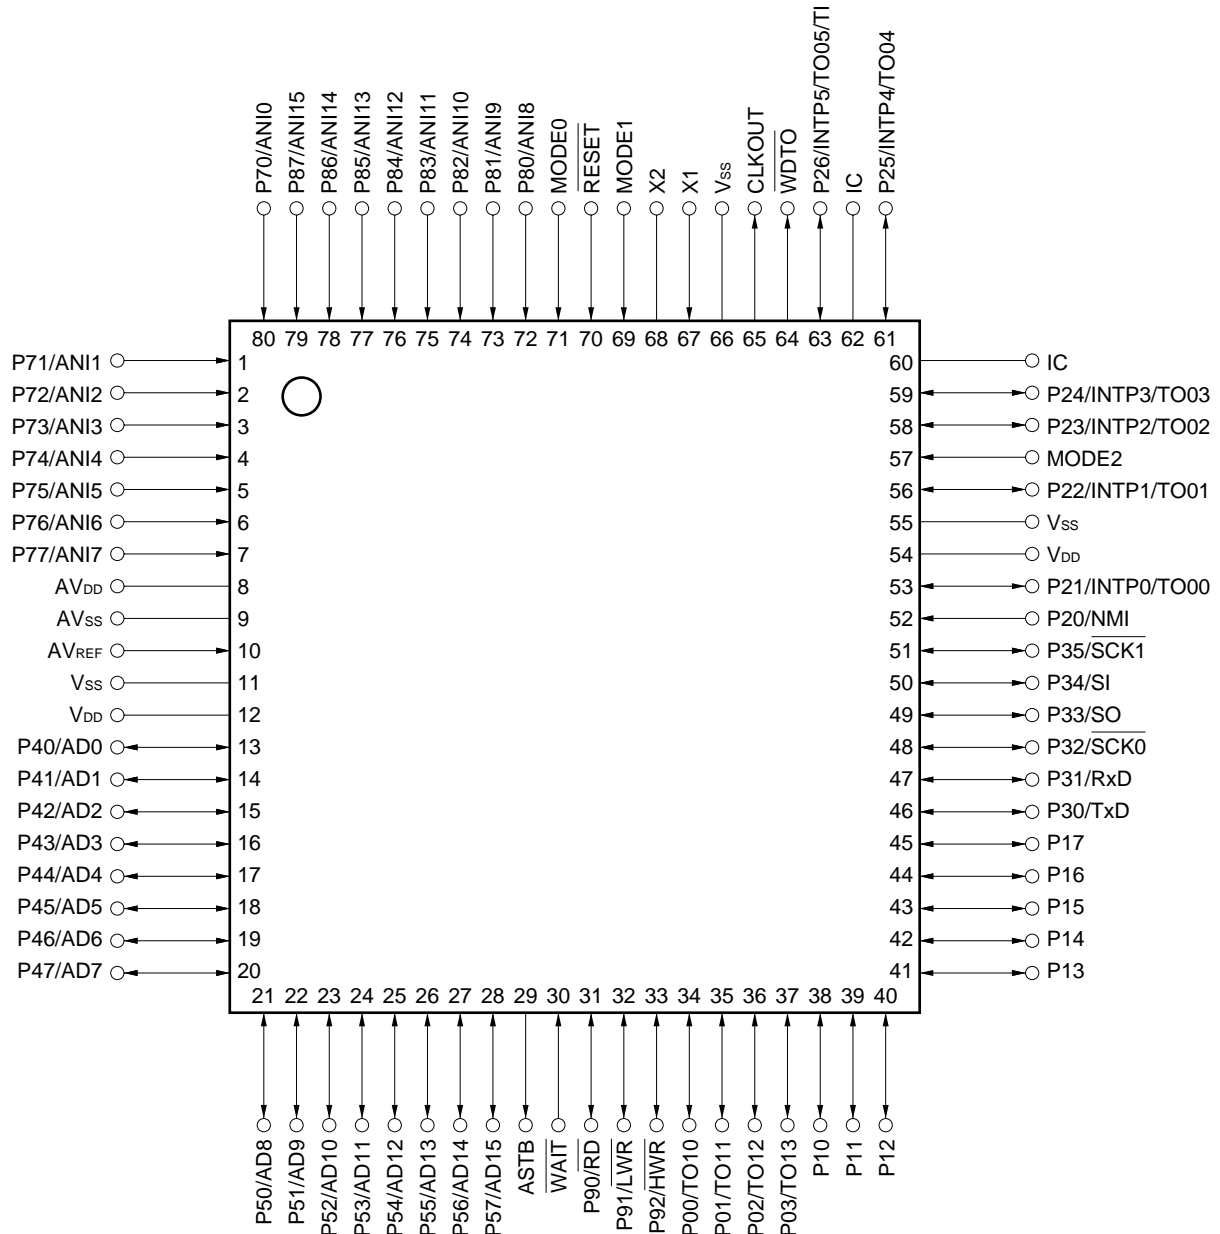 P70/ANI0
P87/ANI15
P86/ANI14
P85/ANI13
P84/ANI12
P83/ANI11
P82/ANI10
P81/ANI9
P80/ANI8
MODE0
RESET
MODE1
X2
X1
VSS
CLKOUT
WDTO
P26/INTP5/TO05/TI
IC
P25/INTP4/TO04
80 79 78 77 76 75 74 73 72 71 70 69 68 67 66 65 64 63 62 61
P71/ANI1 1
P72/ANI2 2
P73/ANI3 3
P74/ANI4 4
P75/ANI5 5
P76/ANI6 6
P77/ANI7 7
AVDD 8
AVSS 9
AVREF 10
VSS 11
VDD 12
P40/AD0 13
P41/AD1 14
P42/AD2 15
P43/AD3 16
P44/AD4 17
P45/AD5 18
P46/AD6 19
P47/AD7 20
60 IC
59 P24/INTP3/TO03
58 P23/INTP2/TO02
57 MODE2
56 P22/INTP1/TO01
55 VSS
54 VDD
53 P21/INTP0/TO00
52 P20/NMI
51 P35/SCK1
50 P34/SI
49 P33/SO
48 P32/SCK0
47 P31/RxD
46 P30/TxD
45 P17
44 P16
43 P15
42 P14
41 P13
21 22 23 24 25 26 27 28 29 30 31 32 33 34 35 36 37 38 39 40
P50/AD8
P51/AD9
P52/AD10
P53/AD11
P54/AD12
P55/AD13
P56/AD14
P57/AD15
ASTB
WAIT
P90/RD
P91/LWR
P92/HWR
P00/TO10
P01/TO11
P02/TO12
P03/TO13
P10
P11
P12